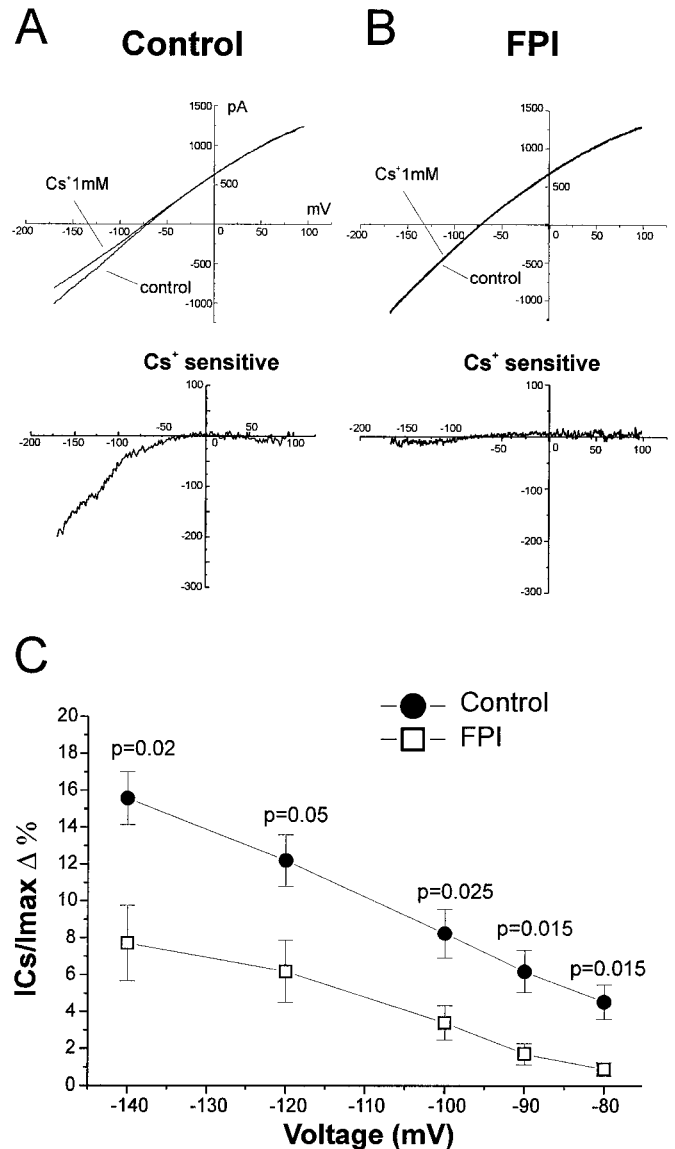 A Control
B FPI
1500
pA
1000
500
Cs⁺1mM
mV
-200 -150 -100 -50 0 50 100
-500
control
-1000
1500
1000
Cs⁺1mM
500
-200 -150 -100 -50 0 50 100
-500
control
-1000
Cs⁺ sensitive
100
-200 -150 -100 -50 0 50 100
-100
-200
-300
Cs⁺ sensitive
100
-200 -150 -100 -50 0 50 100
-100
-200
-300
C
Control
FPI
20
18
16
14
12
10
8
6
4
2
0
ICs/Imax Δ %
p=0.02
p=0.05
p=0.025
p=0.015
p=0.015
-140 -130 -120 -110 -100 -90 -80
Voltage (mV)